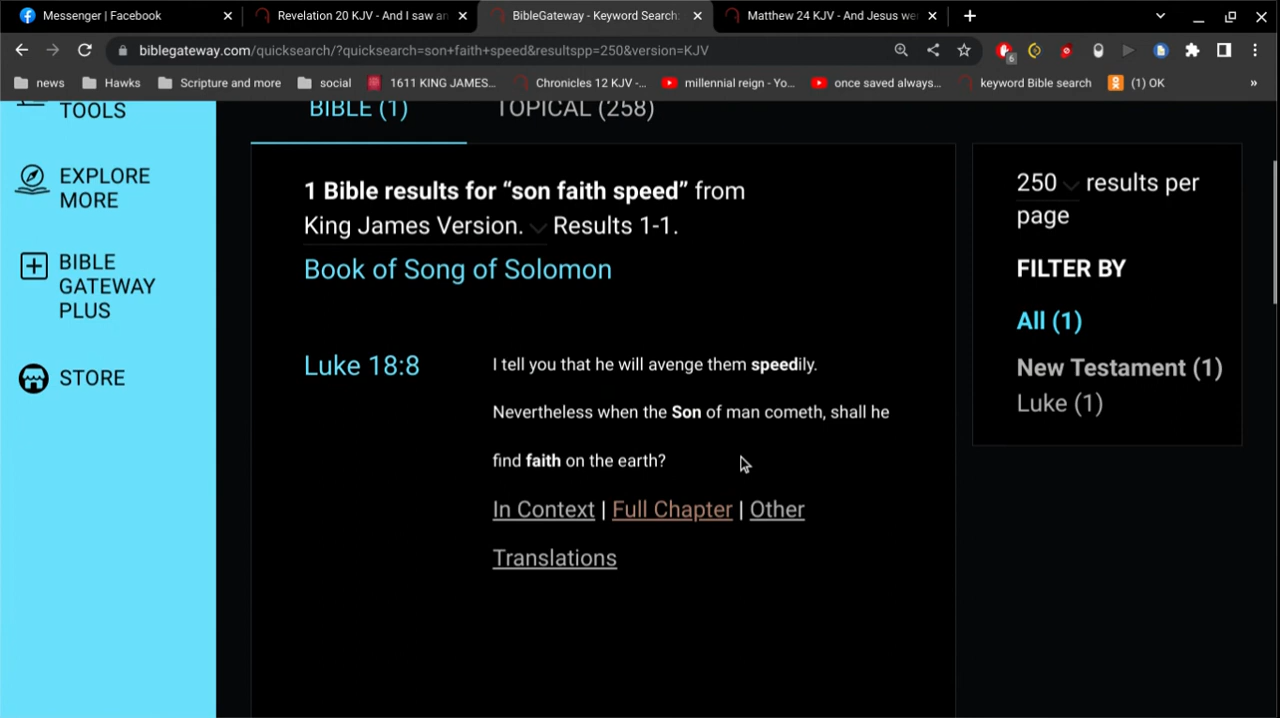 Messenger | Facebook
Revelation 20 KJV - And I saw an
BibleGateway - Keyword Search:
Matthew 24 KJV - And Jesus we
biblegateway.com/quicksearch/?quicksearch=son+faith+speed&resultspp=250&version=KJV
6
news
Hawks
Scripture and more
social
1611 KING JAMES...
Chronicles 12 KJV -...
millennial reign - Yo...
once saved always...
keyword Bible search
(1) OK
»
TOOLS
EXPLORE
MORE
BIBLE
GATEWAY
PLUS
STORE
BIBLE (1)
TOPICAL (258)
1 Bible results for “son faith speed” from
King James Version. Results 1-1.
Book of Song of Solomon
Luke 18:8
I tell you that he will avenge them speedily.
Nevertheless when the Son of man cometh, shall he
find faith on the earth?
In Context | Full Chapter | Other
Translations
250 results per
page
FILTER BY
All (1)
New Testament (1)
Luke (1)